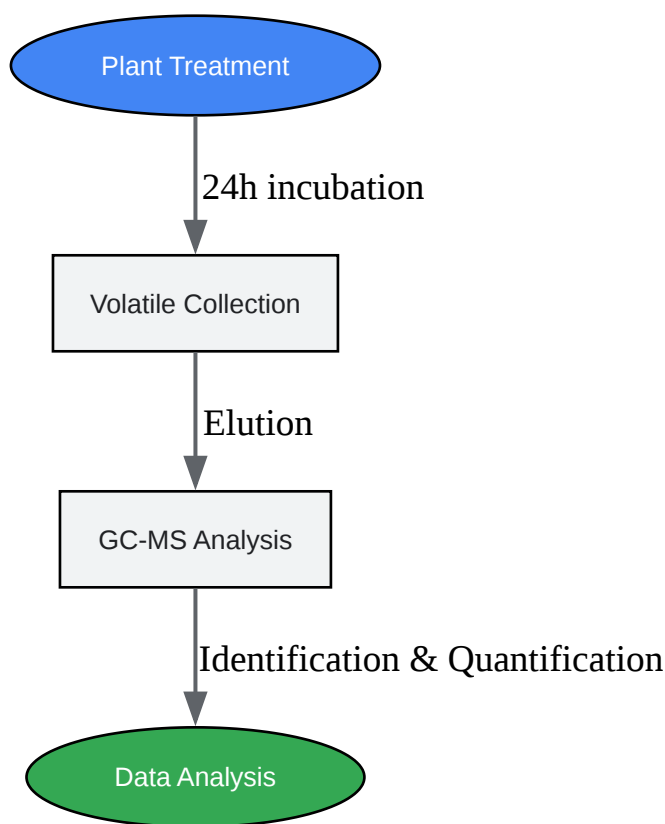 Plant Treatment
24h incubation
Volatile Collection
Elution
GC-MS Analysis
Identification & Quantification
Data Analysis